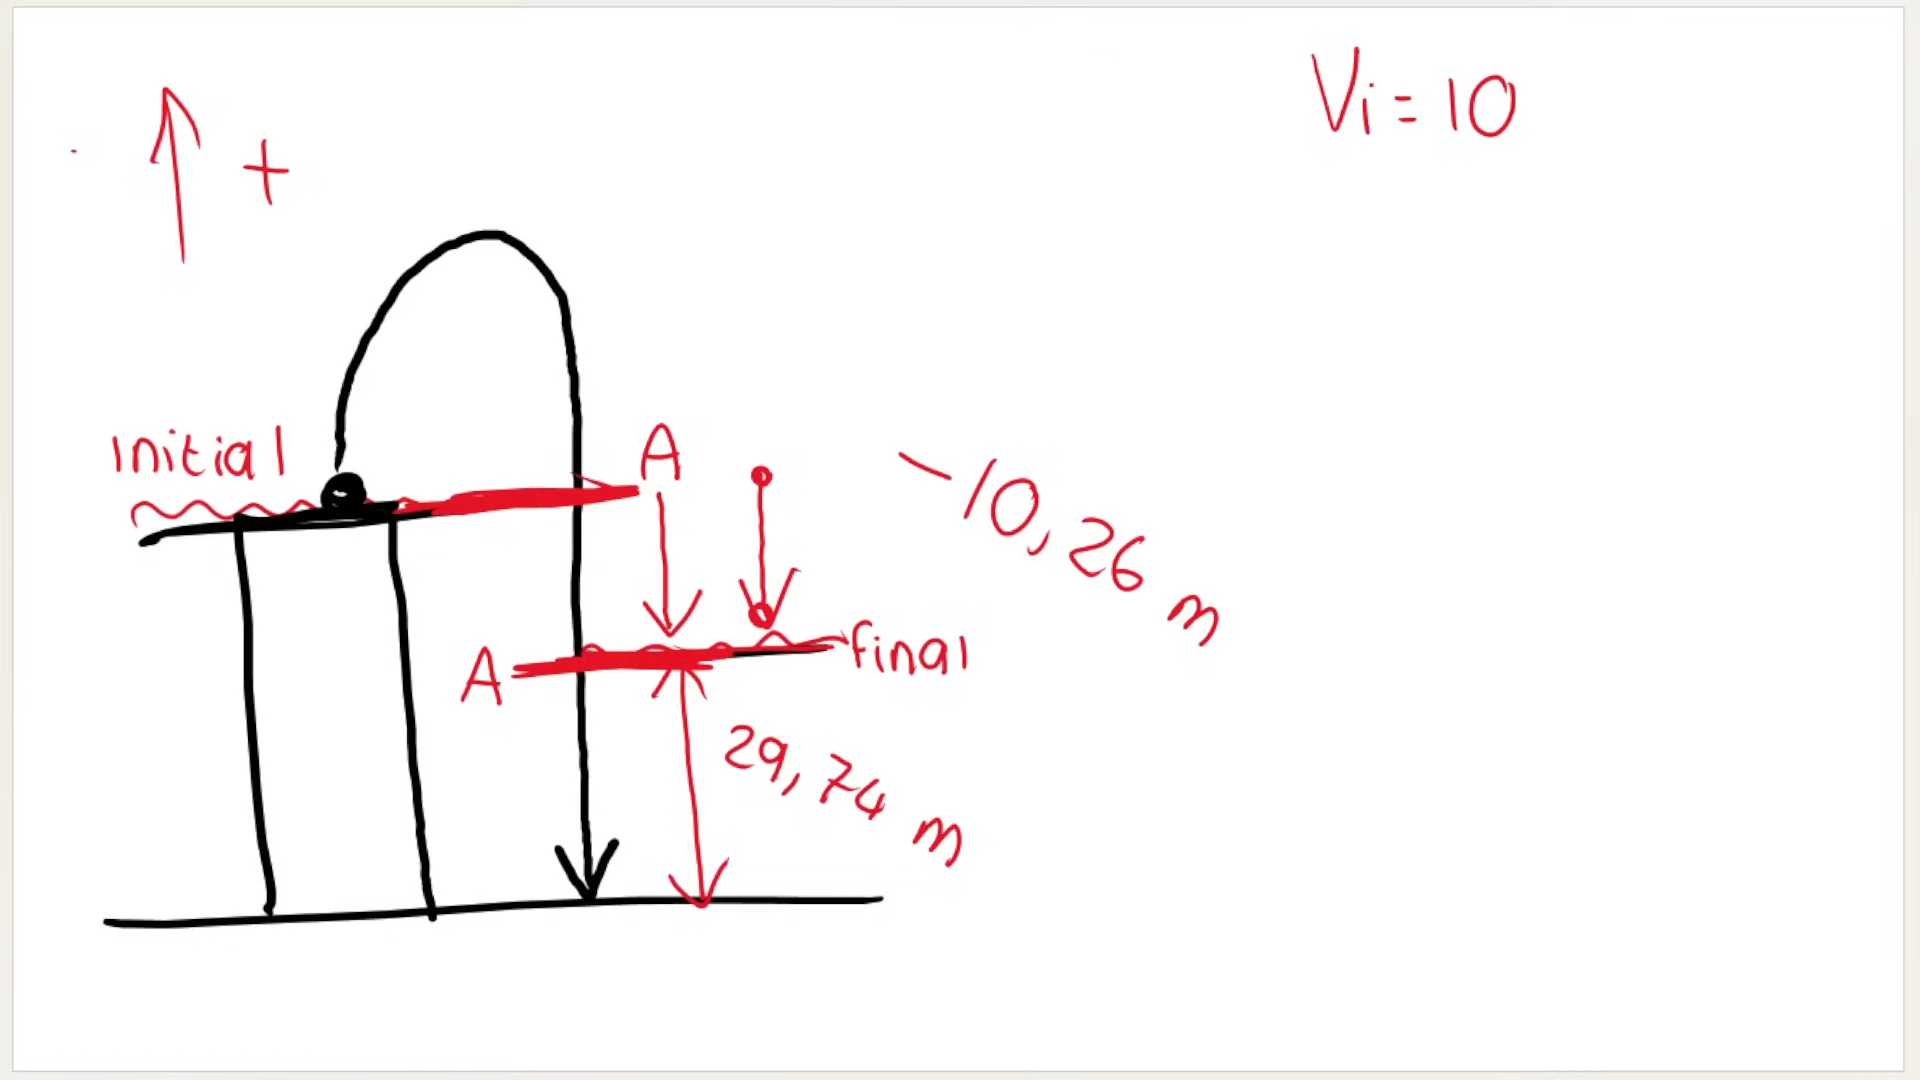 Vi = 10
+
Initial
A
-10,26 m
A
final
29,74 m